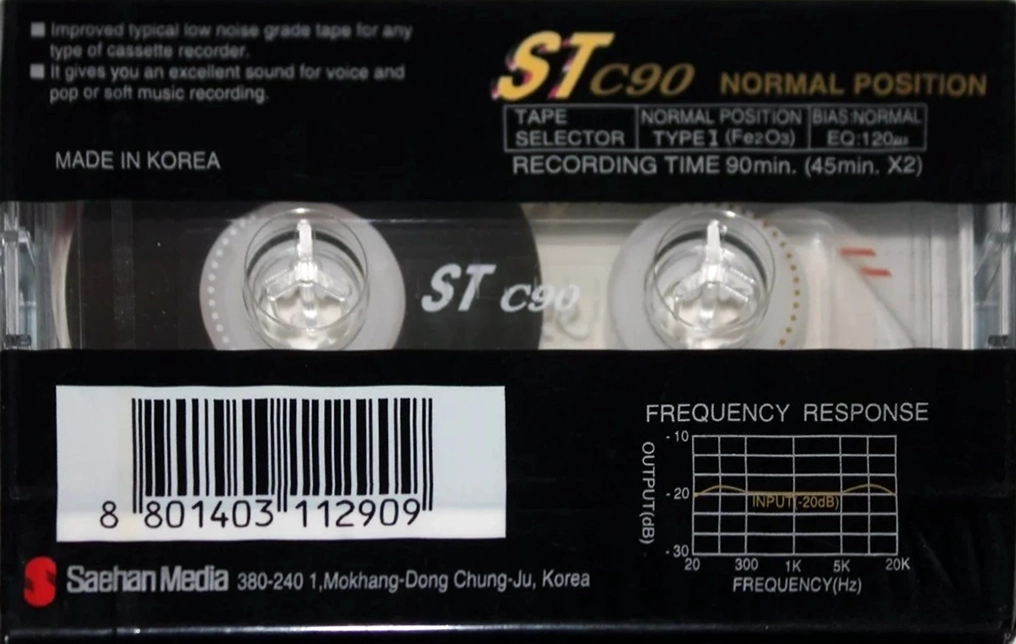 ■ Improved typical low noise grade tape for any
type of cassette recorder.
■ It gives you an excellent sound for voice and
pop or soft music recording.
MADE IN KOREA
ST C90 NORMAL POSITION
TAPE SELECTOR
NORMAL POSITION TYPE I (Fe2O3)
BIAS:NORMAL EQ:120μs
RECORDING TIME 90min. (45min. X2)
ST C90
8 801403 112909
FREQUENCY RESPONSE
OUTPUT(dB)
-10
-20
-30
INPUT(-20dB)
20 300 1K 5K 20K
FREQUENCY(Hz)
S Saehan Media 380-240 1,Mokhang-Dong Chung-Ju, Korea